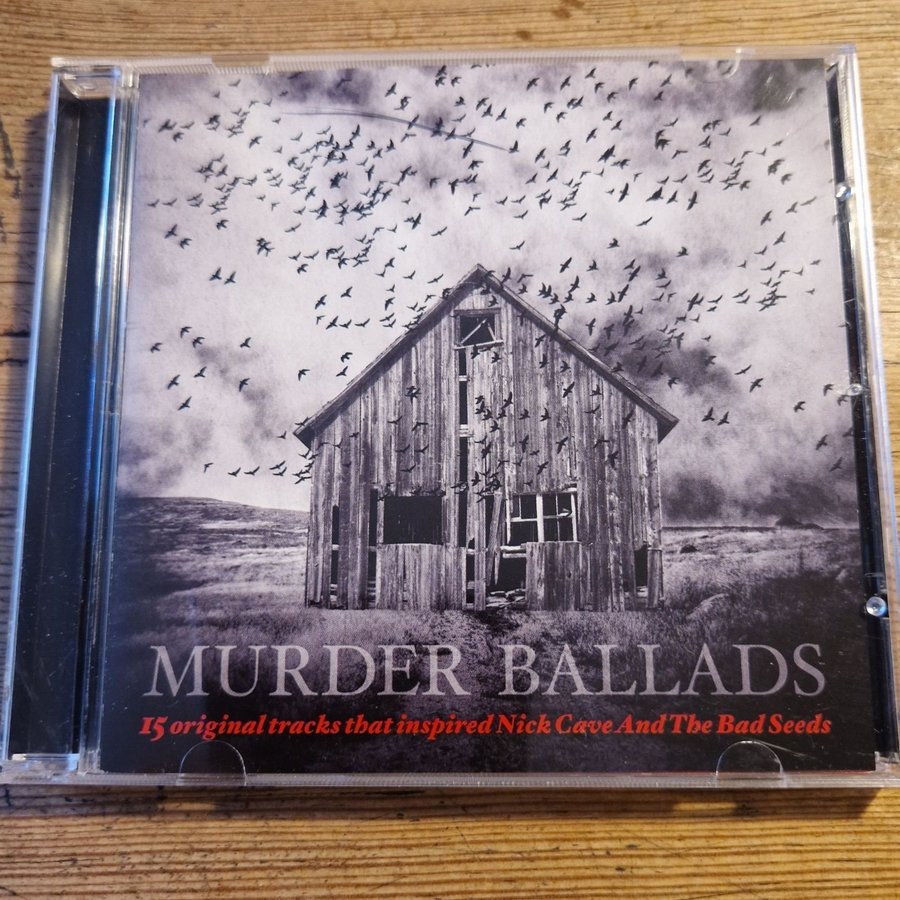 MURDER BALLADS
15 original tracks that inspired Nick Cave And The Bad Seeds